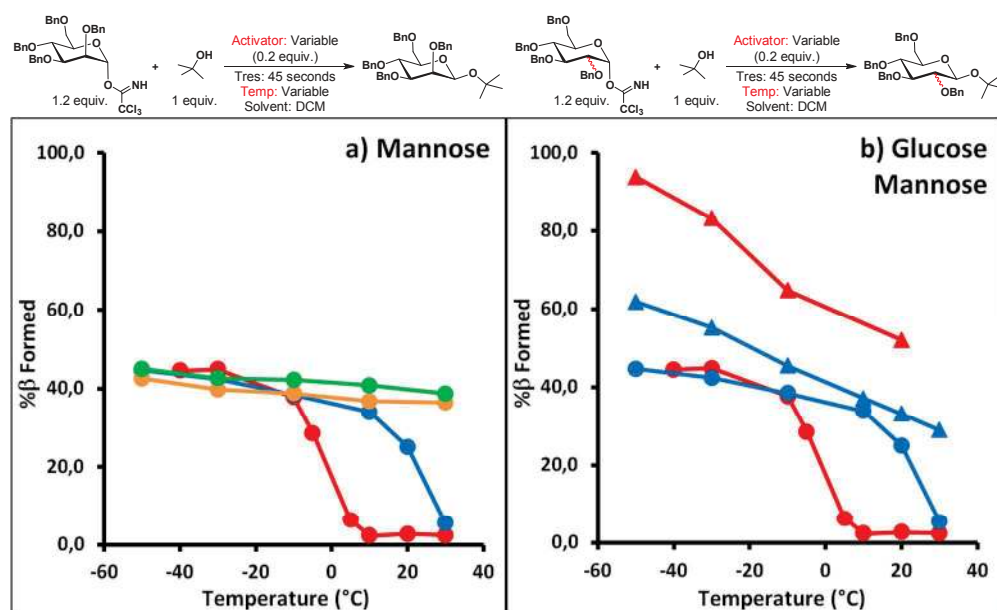 BnO
OBn
BnO
BnO
O
O
NH
CCl3
1.2 equiv.
+
OH
1 equiv.
Activator: Variable
(0.2 equiv.)
Tres: 45 seconds
Temp: Variable
Solvent: DCM
BnO
OBn
BnO
BnO
O
O
BnO
BnO
BnO
O
BnO
O
NH
CCl3
1.2 equiv.
+
OH
1 equiv.
Activator: Variable
(0.2 equiv.)
Tres: 45 seconds
Temp: Variable
Solvent: DCM
BnO
BnO
BnO
O
O
OBn
a) Mannose
%β Formed
100,0
80,0
60,0
40,0
20,0
0,0
-60
-40
-20
0
20
40
Temperature (°C)
b) Glucose
Mannose
%β Formed
100,0
80,0
60,0
40,0
20,0
0,0
-60
-40
-20
0
20
40
Temperature (°C)